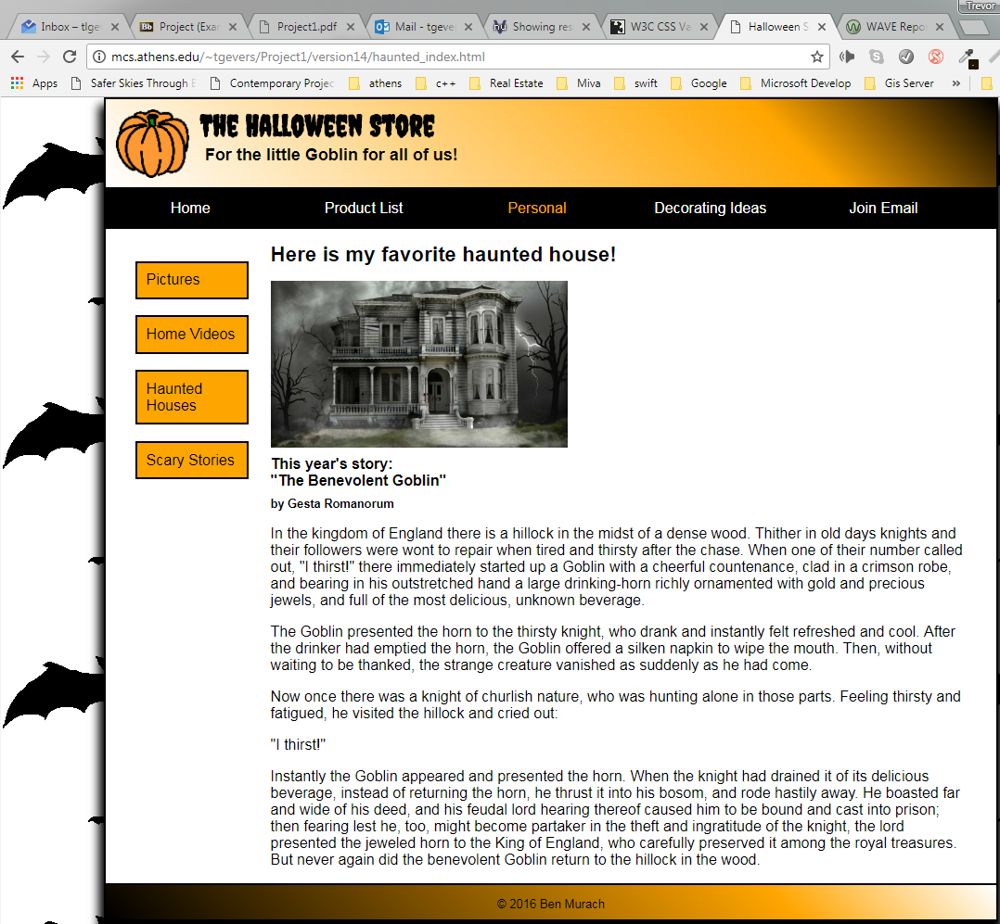 Trevor
Inbox – tlge
Project (Exar
Project1.pdf
Mail - tgeve
Showing res
W3C CSS Va
Halloween S
WAVE Repo
mcs.athens.edu/~tgevers/Project1/version14/haunted_index.html
Apps Safer Skies Through E Contemporary Projec athens c++ Real Estate Miva swift Google Microsoft Develop Gis Server »
THE HALLOWEEN STORE
For the little Goblin for all of us!
Home Product List Personal Decorating Ideas Join Email
Pictures
Home Videos
Haunted
Houses
Scary Stories
Here is my favorite haunted house!
This year's story:
"The Benevolent Goblin"
by Gesta Romanorum
In the kingdom of England there is a hillock in the midst of a dense wood. Thither in old days knights and
their followers were wont to repair when tired and thirsty after the chase. When one of their number called
out, "I thirst!" there immediately started up a Goblin with a cheerful countenance, clad in a crimson robe,
and bearing in his outstretched hand a large drinking-horn richly ornamented with gold and precious
jewels, and full of the most delicious, unknown beverage.
The Goblin presented the horn to the thirsty knight, who drank and instantly felt refreshed and cool. After
the drinker had emptied the horn, the Goblin offered a silken napkin to wipe the mouth. Then, without
waiting to be thanked, the strange creature vanished as suddenly as he had come.
Now once there was a knight of churlish nature, who was hunting alone in those parts. Feeling thirsty and
fatigued, he visited the hillock and cried out:
"I thirst!"
Instantly the Goblin appeared and presented the horn. When the knight had drained it of its delicious
beverage, instead of returning the horn, he thrust it into his bosom, and rode hastily away. He boasted far
and wide of his deed, and his feudal lord hearing thereof caused him to be bound and cast into prison;
then fearing lest he, too, might become partaker in the theft and ingratitude of the knight, the lord
presented the jeweled horn to the King of England, who carefully preserved it among the royal treasures.
But never again did the benevolent Goblin return to the hillock in the wood.
© 2016 Ben Murach